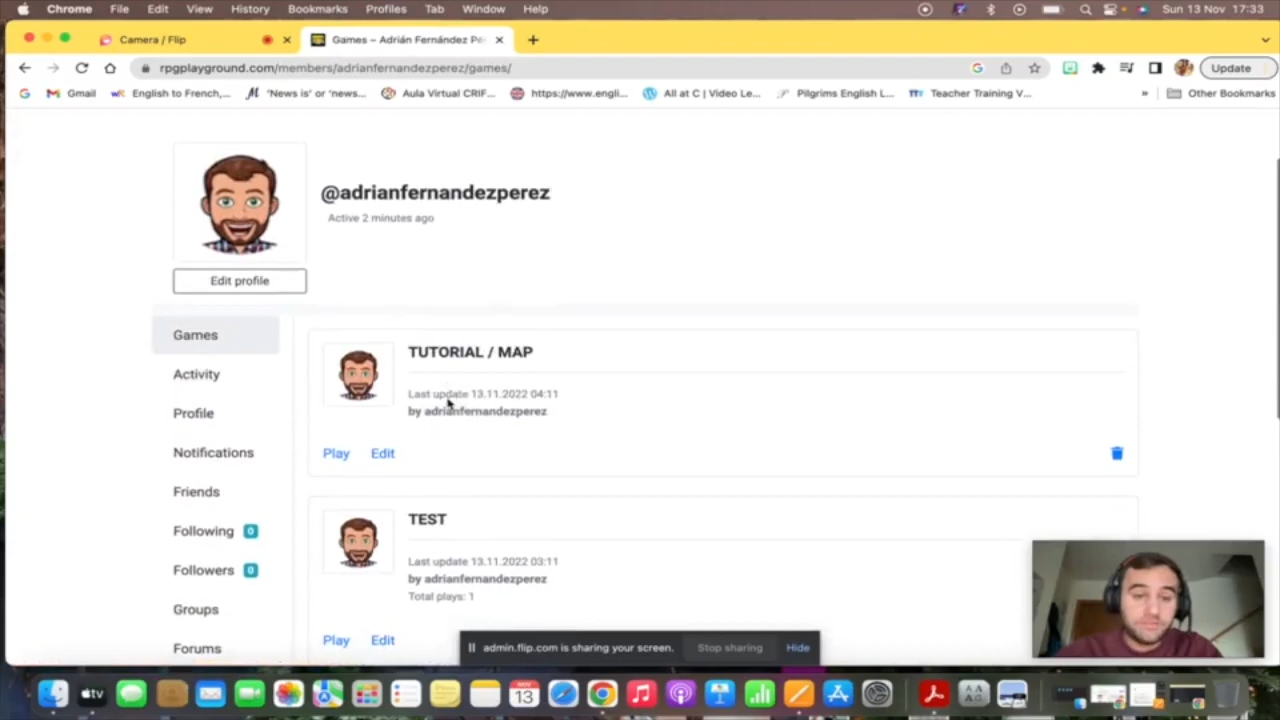 Chrome File Edit View History Bookmarks Profiles Tab Window Help Sun 13 Nov 17:33
Camera / Flip Games – Adrián Fernández Pé
rpgplayground.com/members/adrianfernandezperez/games/ Update
Gmail English to French,... 'News is' or 'news... Aula Virtual CRIF... https://www.engli... All at C | Video Le... Pilgrims English L... Teacher Training V... » Other Bookmarks
@adrianfernandezperez
Active 2 minutes ago
Edit profile
Games
Activity
Profile
Notifications
Friends
Following 0
Followers 0
Groups
Forums
TUTORIAL / MAP
Last update 13.11.2022 04:11
by adrianfernandezperez
Play Edit
TEST
Last update 13.11.2022 03:11
by adrianfernandezperez
Total plays: 1
Play Edit
admin.flip.com is sharing your screen. Stop sharing Hide
tv NOV 13